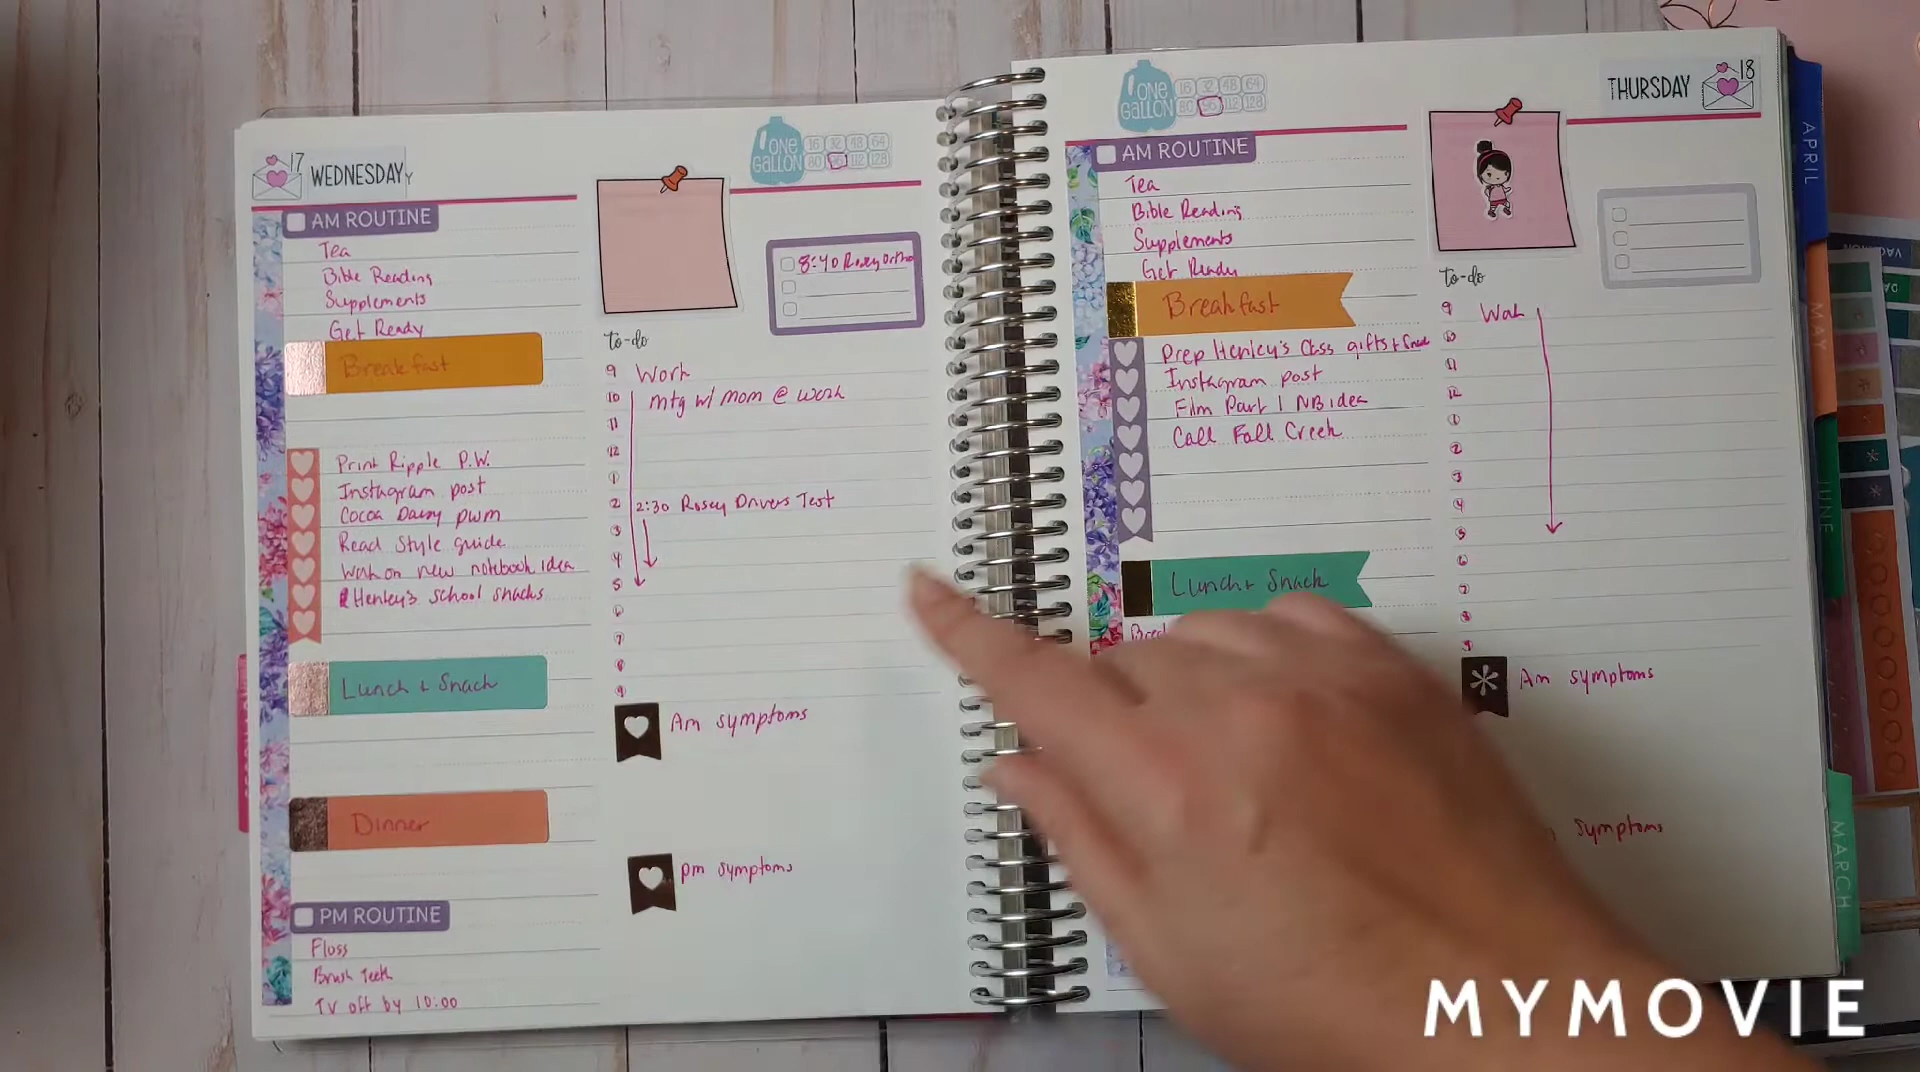 17 WEDNESDAY
ONE GALLON
16 32 48 64
80 96 112 128
AM ROUTINE
Tea
Bible Reading
Supplements
Get Ready
Breakfast
Print Ripple P.W.
Instagram post
Cocoa Daisy pwm
Read Style guide
Work on new notebook idea
Henley's school snacks
Lunch + Snack
Dinner
PM ROUTINE
Floss
Brush Teeth
TV off by 10:00
8:40 Rosey Ortho
to-do
9 Work
10 mtg w/ mom @ work
11
12
1
2 2:30 Rosey Drivers Test
3
4
5
6
7
8
9
Am symptoms
pm symptoms
ONE GALLON
16 32 48 64
80 96 112 128
THURSDAY 18
AM ROUTINE
Tea
Bible Reading
Supplements
Get Ready
Breakfast
Prep Henley's Class gifts +
Instagram post
Film Part 1 NB idea
Call Fall Creek
Lunch + Snack
to-do
9 Work
10
11
12
1
2
3
4
5
6
7
8
9
Am symptoms
symptoms
APRIL
MAY
JUNE
MARCH
MYMOVIE